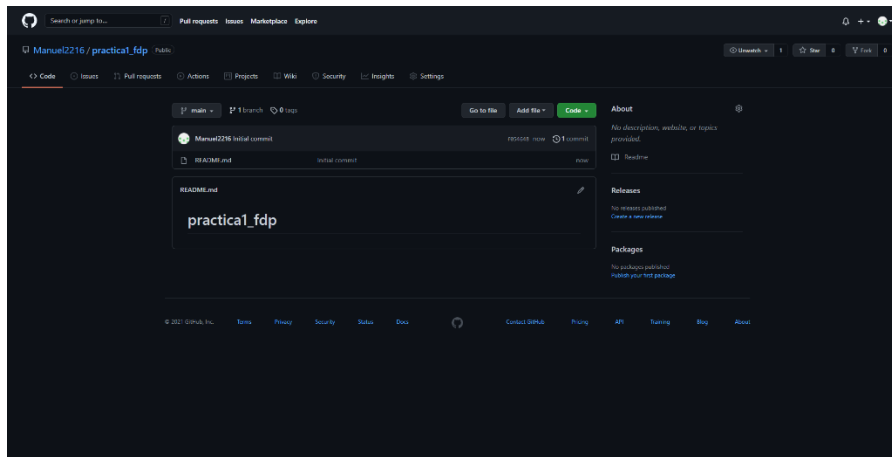 Search or jump to... /
Pull requests Issues Marketplace Explore
Manuel2216 / practica1_fdp Public
Unwatch 1 Star 0 Fork 0
Code Issues Pull requests Actions Projects Wiki Security Insights Settings
main 1 branch 0 tags
Go to file Add file Code
Manuel2216 Initial commit now 1 commit
README.md Initial commit now
README.md
practica1_fdp
About
No description, website, or topics
provided.
Readme
Releases
No releases published
Create a new release
Packages
No packages published
Publish your first package
© 2021 GitHub, Inc. Terms Privacy Security Status Docs Contact GitHub Pricing API Training Blog About